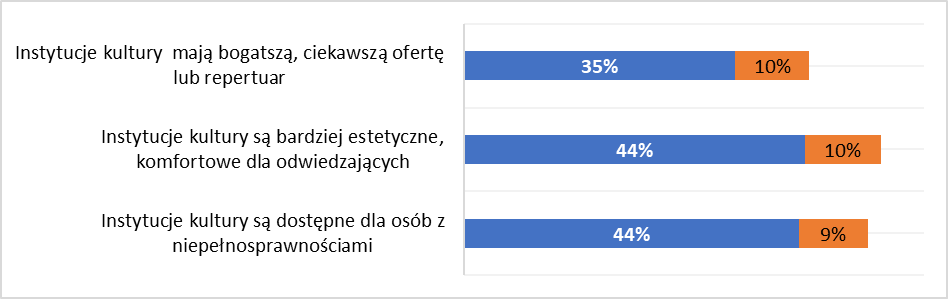 Instytucje kultury  mają bogatszą, ciekawszą ofertę
lub repertuar
35%
10%
Instytucje kultury są bardziej estetyczne,
komfortowe dla odwiedzających
44%
10%
Instytucje kultury są dostępne dla osób z
niepełnosprawnościami
44%
9%